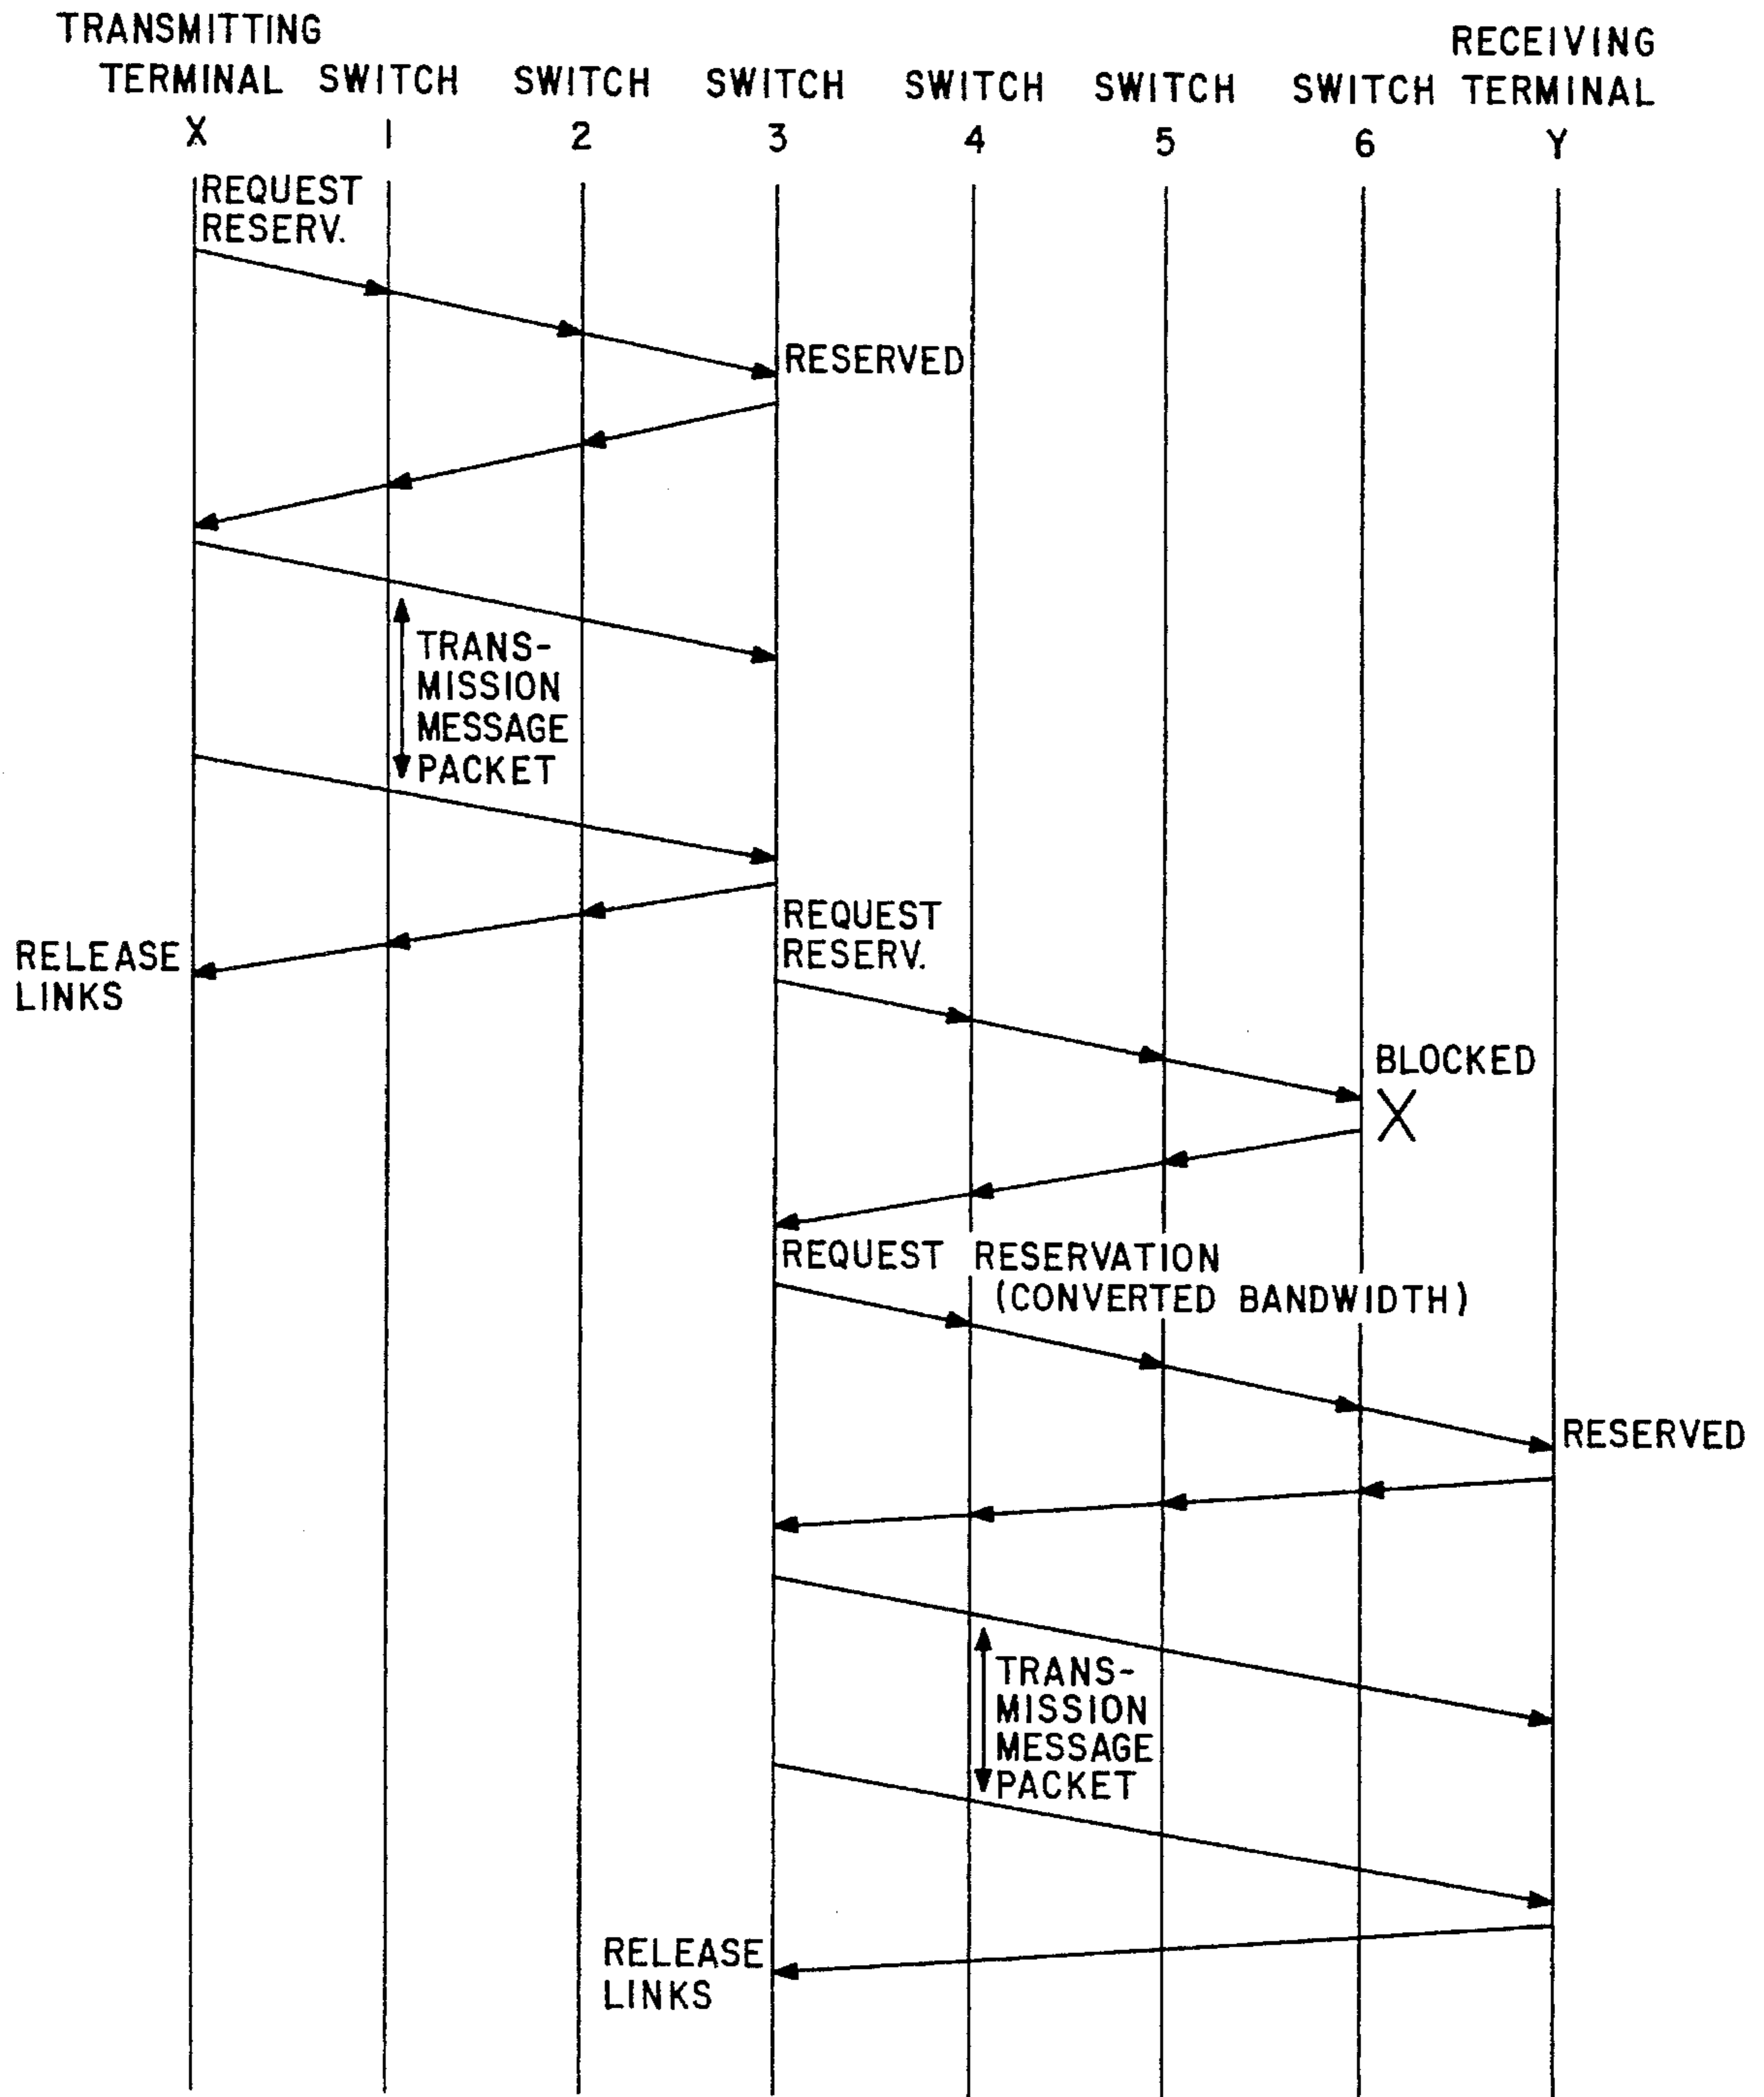 TRANSMITTING
TERMINAL
X
SWITCH
1
SWITCH
2
SWITCH
3
SWITCH
4
SWITCH
5
SWITCH
6
RECEIVING
TERMINAL
Y
REQUEST
RESERV.
RESERVED
TRANS-
MISSION
MESSAGE
PACKET
RELEASE
LINKS
REQUEST
RESERV.
BLOCKED
X
REQUEST RESERVATION
(CONVERTED BANDWIDTH)
RESERVED
TRANS-
MISSION
MESSAGE
PACKET
RELEASE
LINKS